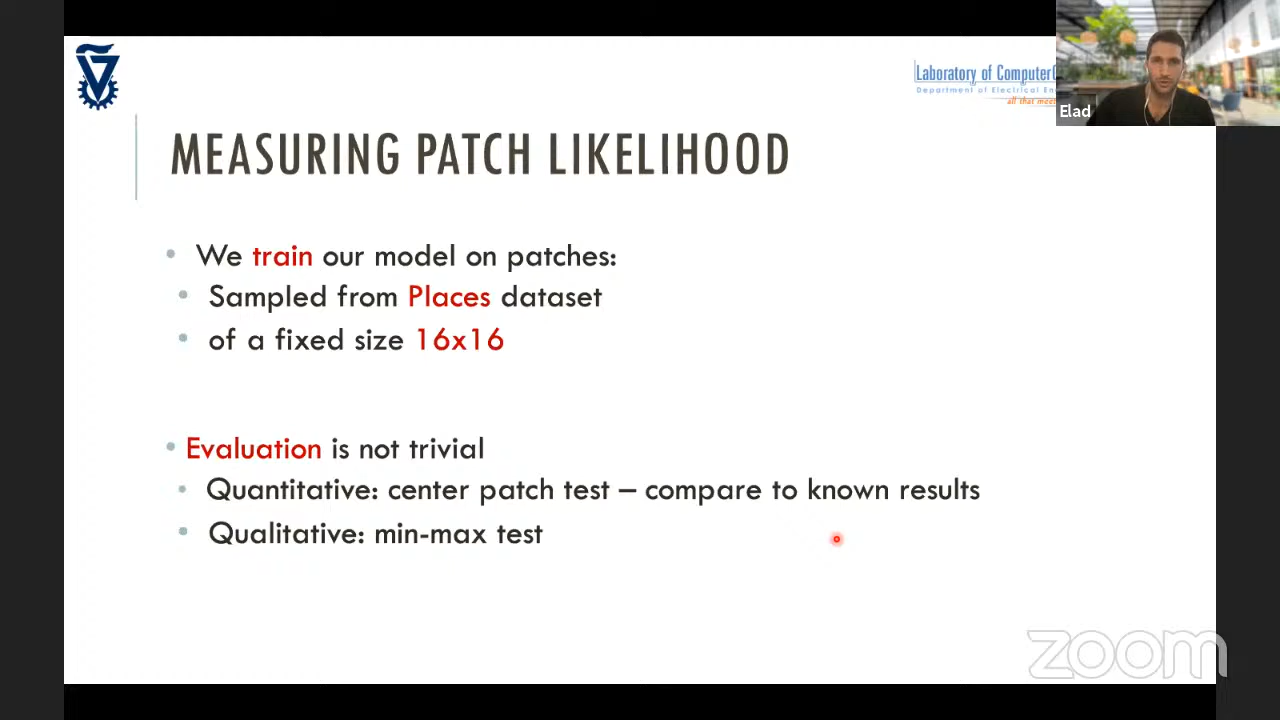 Laboratory of Computer
Department of Electrical
all that
Elad
MEASURING PATCH LIKELIHOOD
• We train our model on patches:
• Sampled from Places dataset
• of a fixed size 16x16
• Evaluation is not trivial
• Quantitative: center patch test – compare to known results
• Qualitative: min-max test
zoom